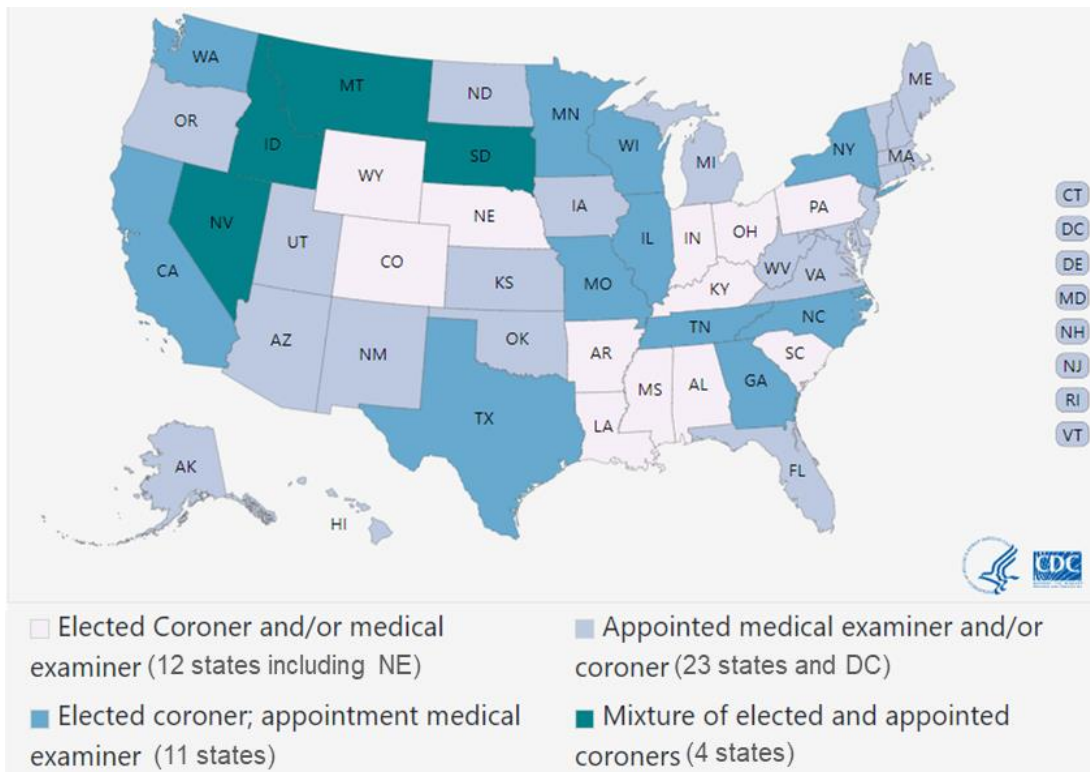 WA
MT
ND
ME
MN
OR
ID
SD
WI
NY
MI
MA
WY
CT
IA
PA
NE
DC
NV
OH
IL
IN
UT
DE
WV
CO
VA
CA
KS
MO
KY
MD
NC
TN
NH
OK
AZ
NM
AR
SC
NJ
MS
AL
GA
RI
TX
LA
VT
AK
FL
HI
CDC
Elected Coroner and/or medical
examiner (12 states including NE)
Appointed medical examiner and/or
coroner (23 states and DC)
Elected coroner; appointment medical
examiner (11 states)
Mixture of elected and appointed
coroners (4 states)